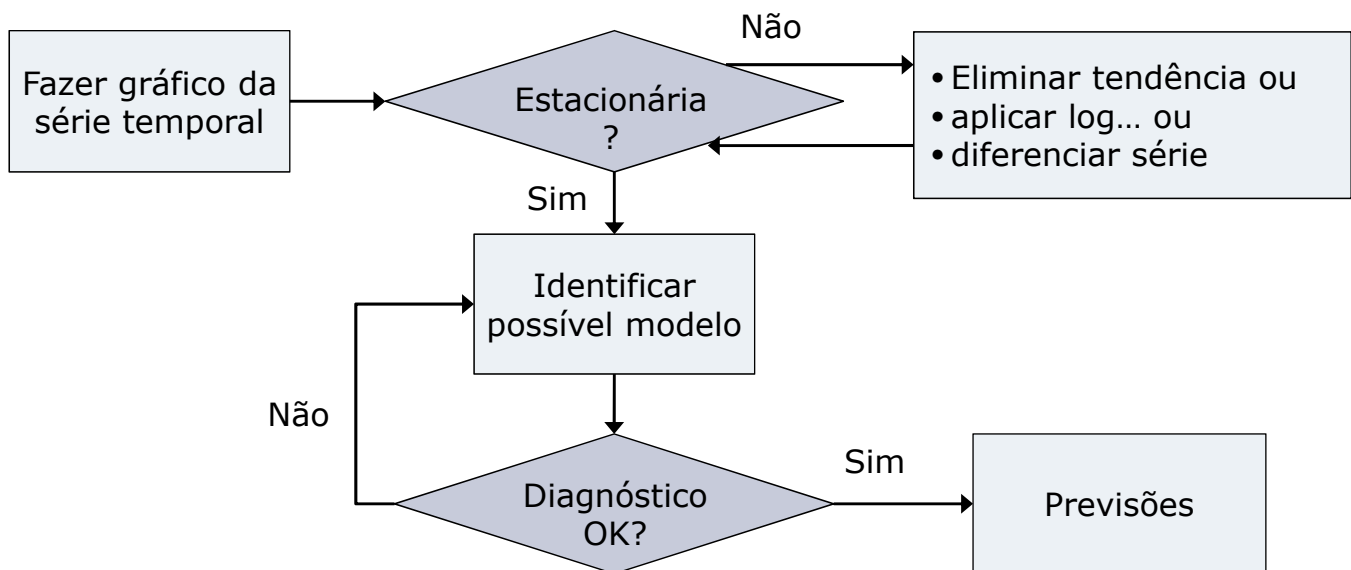 Fazer gráfico da
série temporal
Estacionária
?
Não
• Eliminar tendência ou
• aplicar log... ou
• diferenciar série
Sim
Identificar
possível modelo
Não
Diagnóstico
OK?
Sim
Previsões